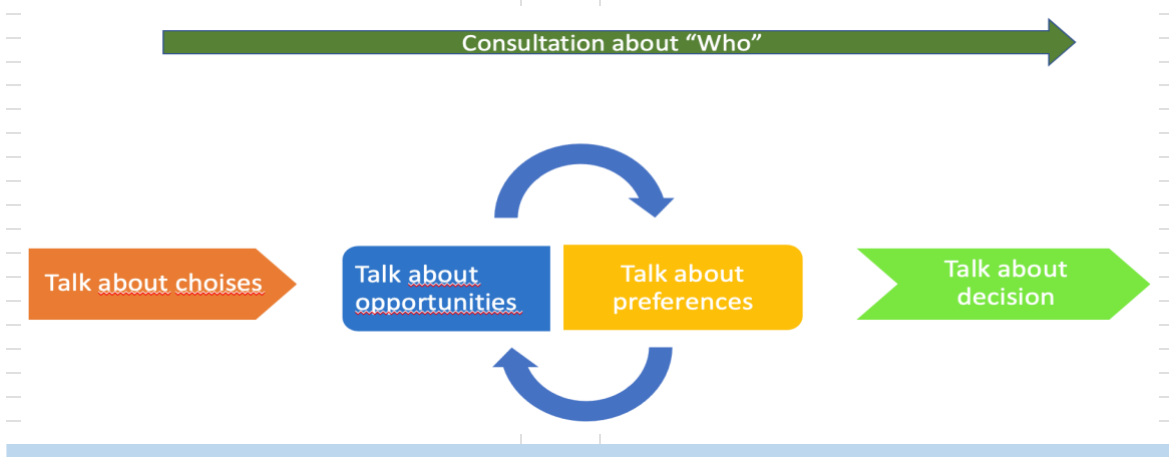 Consultation about “Who”
Talk about choises
Talk about
opportunities
Talk about
preferences
Talk about
decision